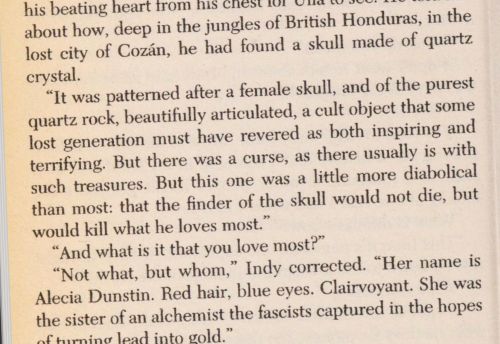 his beating heart from his chest for Ulla to see. He
about how, deep in the jungles of British Honduras, in the
lost city of Cozán, he had found a skull made of quartz
crystal.
“It was patterned after a female skull, and of the purest
quartz rock, beautifully articulated, a cult object that some
lost generation must have revered as both inspiring and
terrifying. But there was a curse, as there usually is with
such treasures. But this one was a little more diabolical
than most: that the finder of the skull would not die, but
would kill what he loves most.”
“And what is it that you love most?”
“Not what, but whom,” Indy corrected. “Her name is
Alecia Dunstin. Red hair, blue eyes. Clairvoyant. She was
the sister of an alchemist the fascists captured in the hopes
of turning lead into gold.”